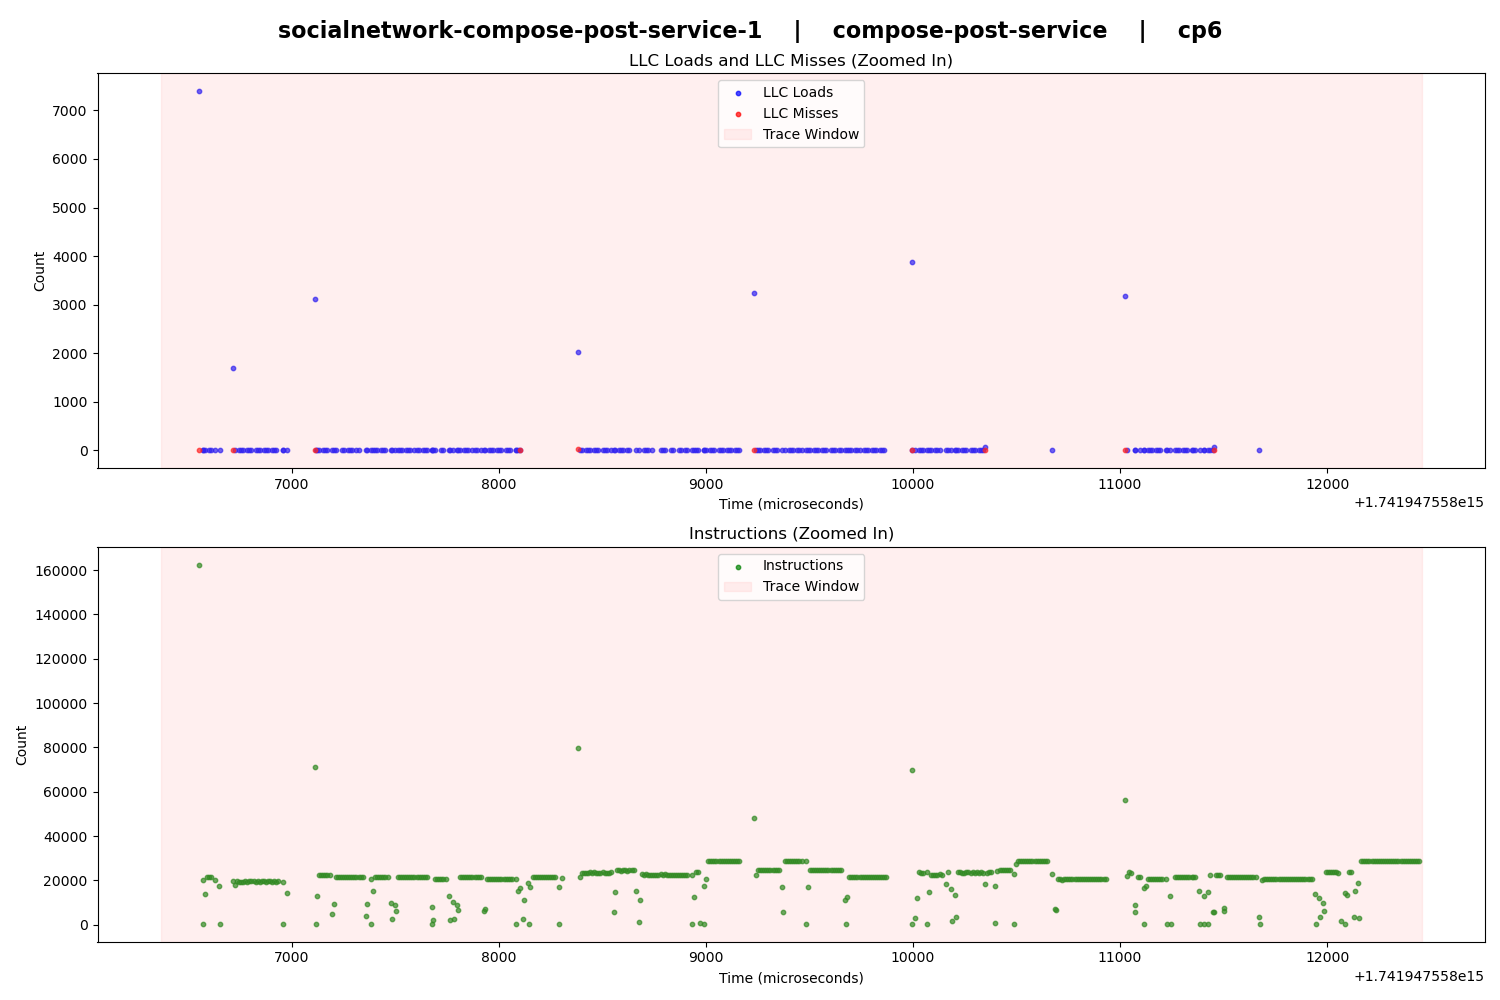 socialnetwork-compose-post-service-1 | compose-post-service | cp6
LLC Loads and LLC Misses (Zoomed In)
LLC Loads
LLC Misses
Trace Window
7000
6000
5000
4000
3000
2000
1000
0
Count
7000 8000 9000 10000 11000 12000
Time (microseconds)
+1.741947558e15
Instructions (Zoomed In)
Instructions
Trace Window
160000
140000
120000
100000
80000
60000
40000
20000
0
Count
7000 8000 9000 10000 11000 12000
Time (microseconds)
+1.741947558e15